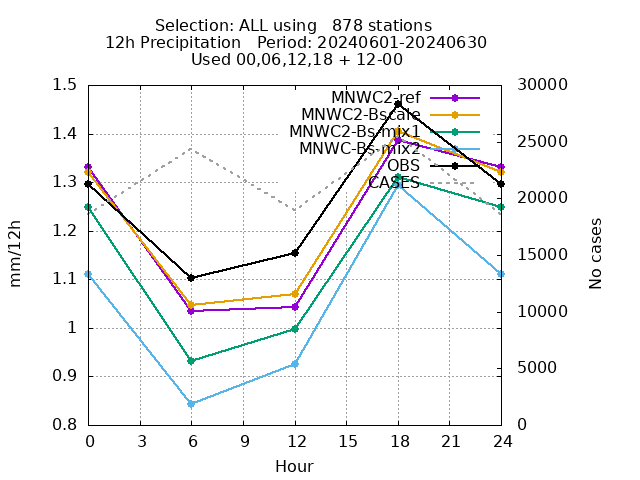 Selection: ALL using   878 stations
12h Precipitation   Period: 20240601-20240630
Used 00,06,12,18 + 12-00
MNWC2-ref
MNWC2-Bscale
MNWC2-Bs-mix1
MNWC-Bs-mix2
OBS
CASES
mm/12h
1.5
1.4
1.3
1.2
1.1
1
0.9
0.8
30000
25000
20000
15000
10000
5000
0
No cases
0 3 6 9 12 15 18 21 24
Hour